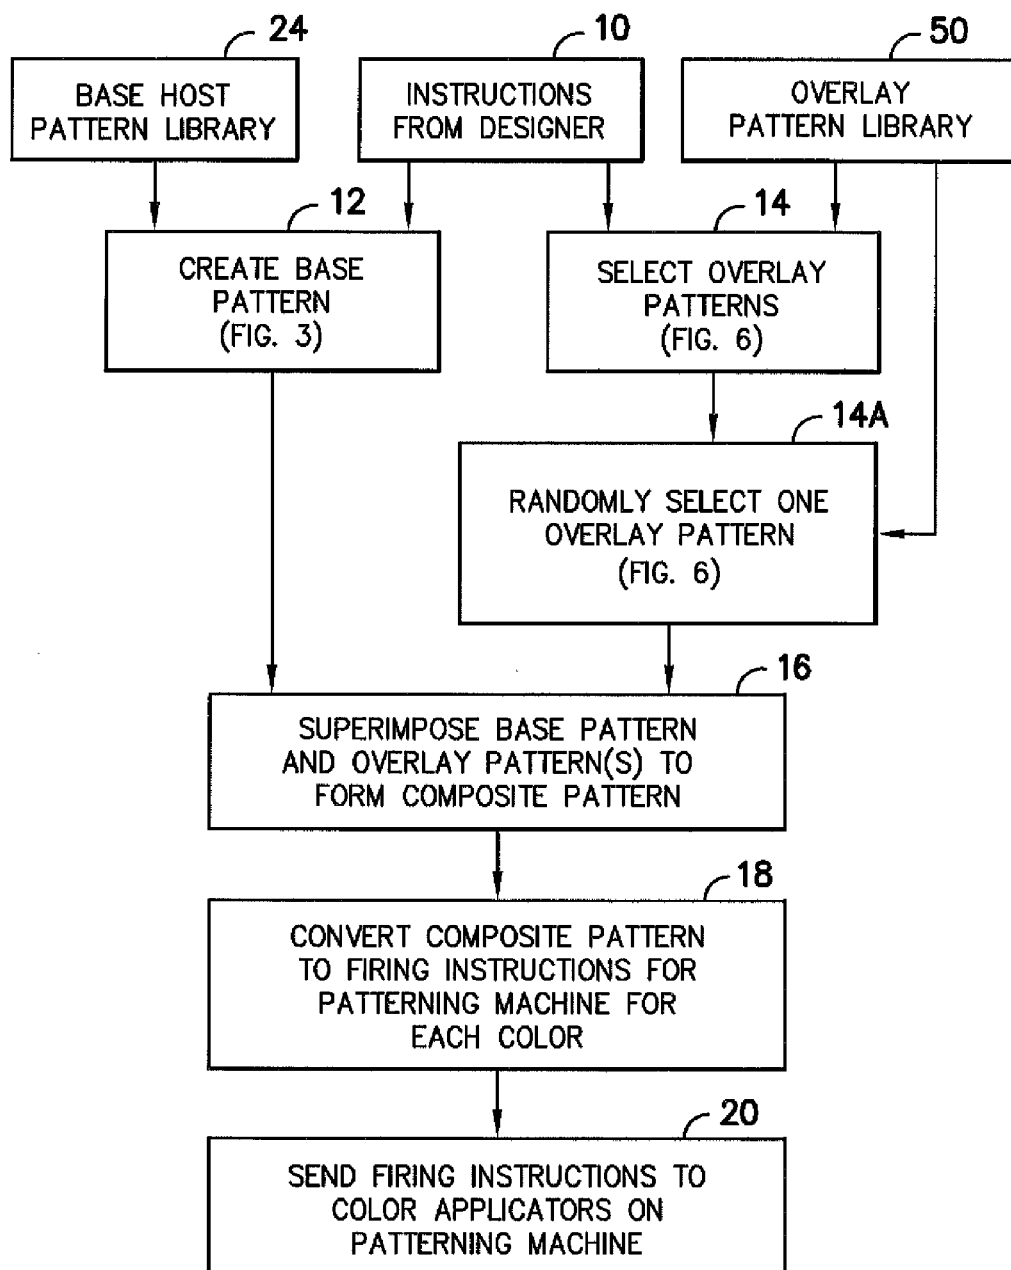 24
BASE HOST
PATTERN LIBRARY
10
INSTRUCTIONS
FROM DESIGNER
50
OVERLAY
PATTERN LIBRARY
12
CREATE BASE
PATTERN
(FIG. 3)
14
SELECT OVERLAY
PATTERNS
(FIG. 6)
14A
RANDOMLY SELECT ONE
OVERLAY PATTERN
(FIG. 6)
16
SUPERIMPOSE BASE PATTERN
AND OVERLAY PATTERN(S) TO
FORM COMPOSITE PATTERN
18
CONVERT COMPOSITE PATTERN
TO FIRING INSTRUCTIONS FOR
PATTERNING MACHINE FOR
EACH COLOR
20
SEND FIRING INSTRUCTIONS TO
COLOR APPLICATORS ON
PATTERNING MACHINE